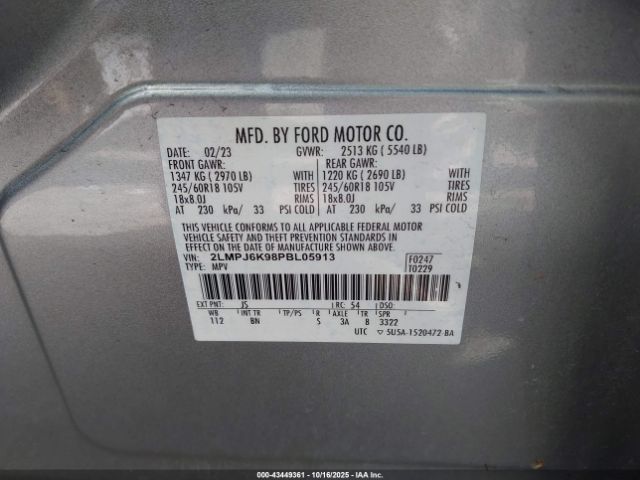 MFD. BY FORD MOTOR CO.
DATE: 02/23 GVWR: 2513 KG ( 5540 LB)
FRONT GAWR: REAR GAWR:
1347 KG ( 2970 LB) WITH 1220 KG ( 2690 LB) WITH
245/60R18 105V TIRES 245/60R18 105V TIRES
18x8.0J RIMS 18x8.0J RIMS
AT 230 kPa/ 33 PSI COLD AT 230 kPa/ 33 PSI COLD
THIS VEHICLE CONFORMS TO ALL APPLICABLE FEDERAL MOTOR
VEHICLE SAFETY AND THEFT PREVENTION STANDARDS IN EFFECT
ON THE DATE OF MANUFACTURE SHOWN ABOVE.
VIN: 2LMPJ6K98PBL05913 F0247
TYPE: MPV T0229
EXT PNT: JS RC: 54
WB INT TR TP/PS R AXLE TR SPR
112 BN S 3A 8 3322
UTC ▽ 5U5A-1520472-BA
000-43449361 | 10/16/2025 | IAAI.com